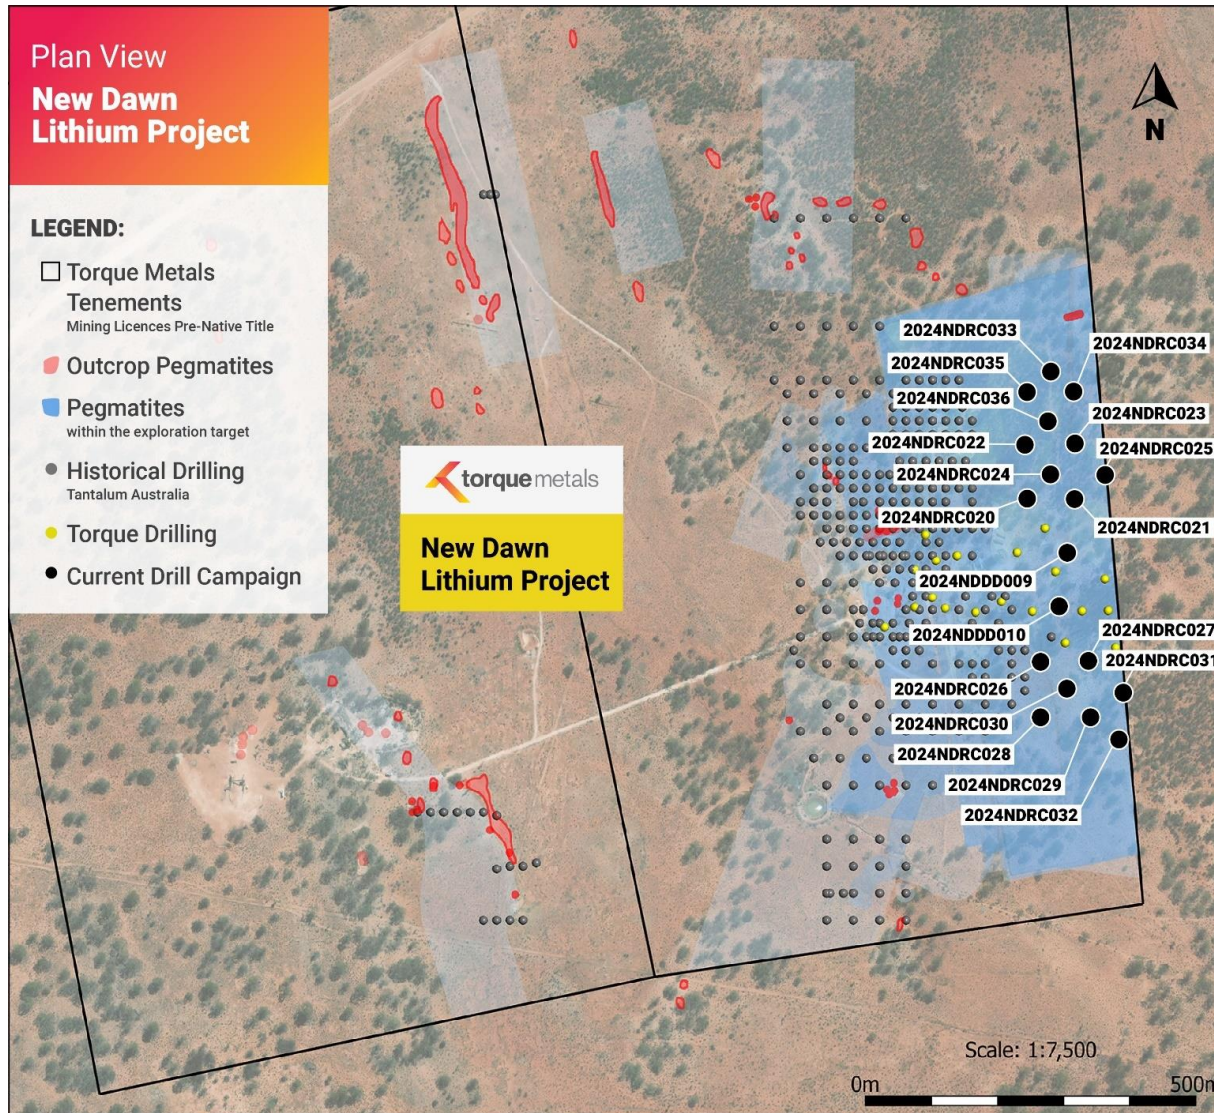 Plan View
New Dawn
Lithium Project
LEGEND:
Torque Metals
Tenements
Mining Licences Pre-Native Title
Outcrop Pegmatites
Pegmatites
within the exploration target
Historical Drilling
Tantalum Australia
Torque Drilling
Current Drill Campaign
torque metals
New Dawn
Lithium Project
N
2024NDRC033
2024NDRC034
2024NDRC035
2024NDRC036
2024NDRC023
2024NDRC022
2024NDRC025
2024NDRC024
2024NDRC020
2024NDRC021
2024NDDD009
2024NDDD010
2024NDRC027
2024NDRC031
2024NDRC026
2024NDRC030
2024NDRC028
2024NDRC029
2024NDRC032
Scale: 1:7,500
0m
500m